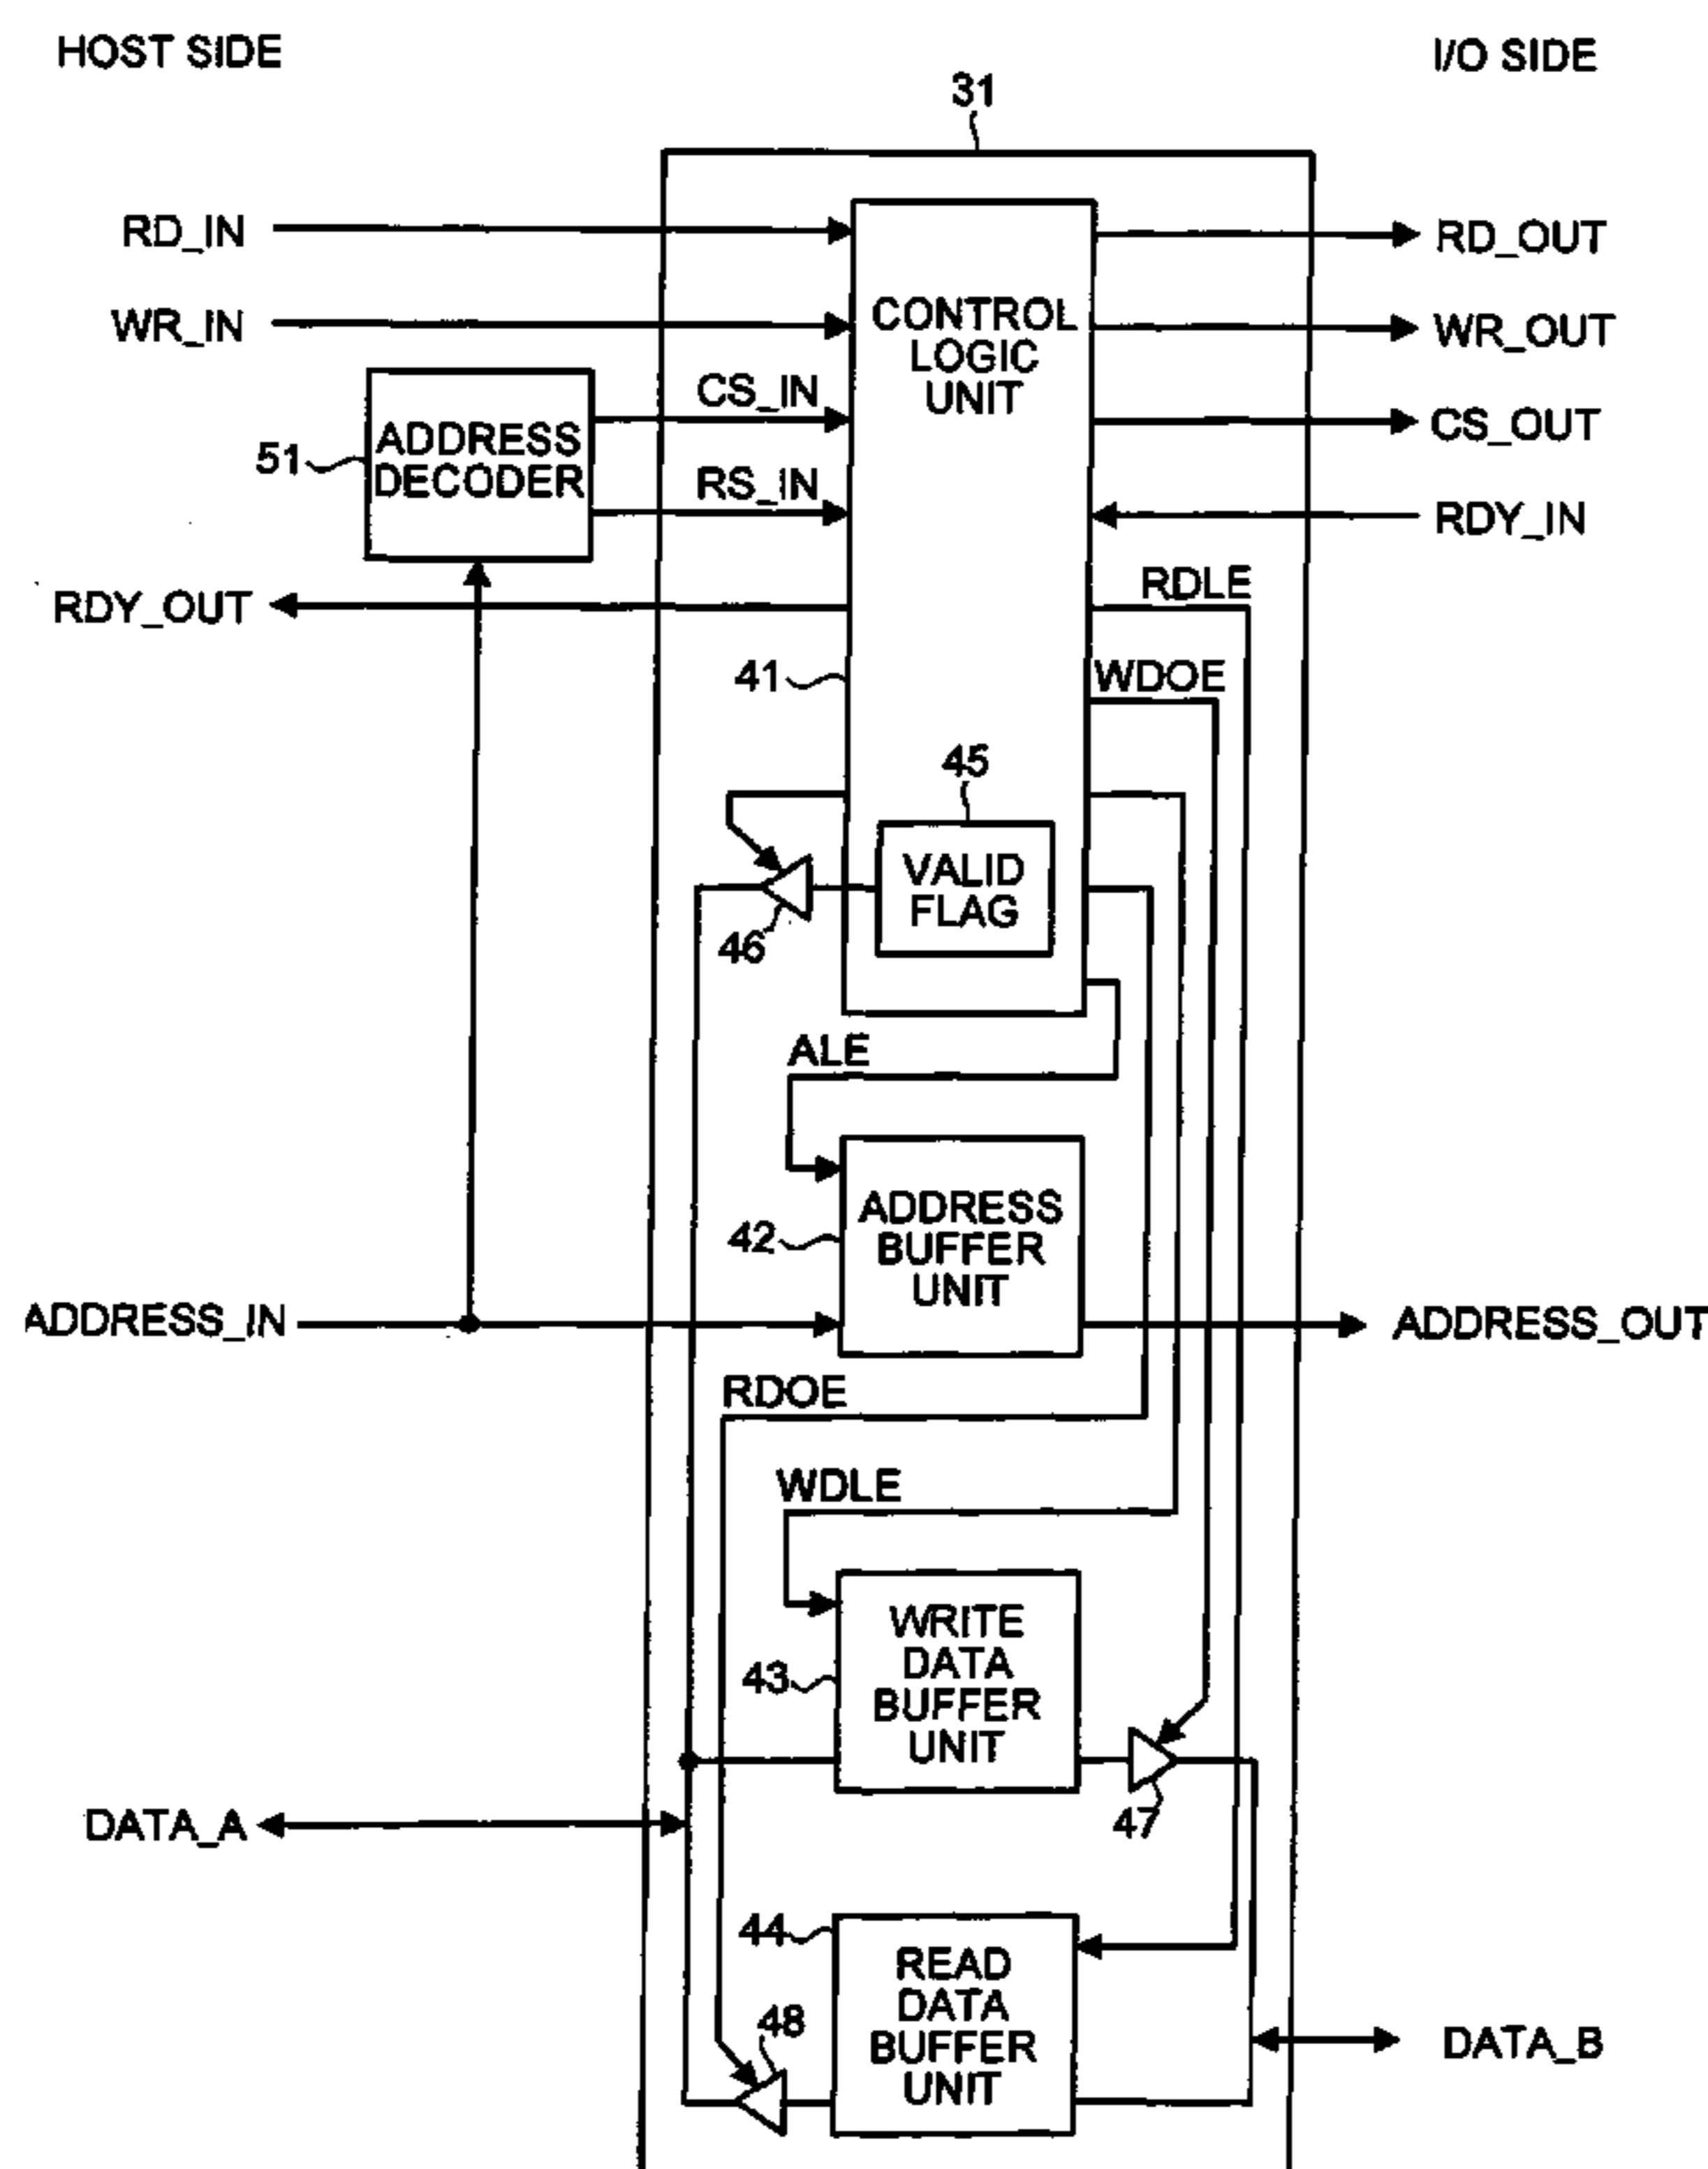 HOST SIDE
I/O SIDE
31
RD_IN
RD_OUT
WR_IN
CONTROL
LOGIC
UNIT
WR_OUT
CS_IN
CS_OUT
51
ADDRESS
DECODER
RS_IN
RDY_IN
RDY_OUT
RDLE
41
WDOE
45
VALID
FLAG
46
ALE
42
ADDRESS
BUFFER
UNIT
ADDRESS_IN
ADDRESS_OUT
RDOE
WDLE
43
WRITE
DATA
BUFFER
UNIT
47
DATA_A
44
READ
DATA
BUFFER
UNIT
48
DATA_B